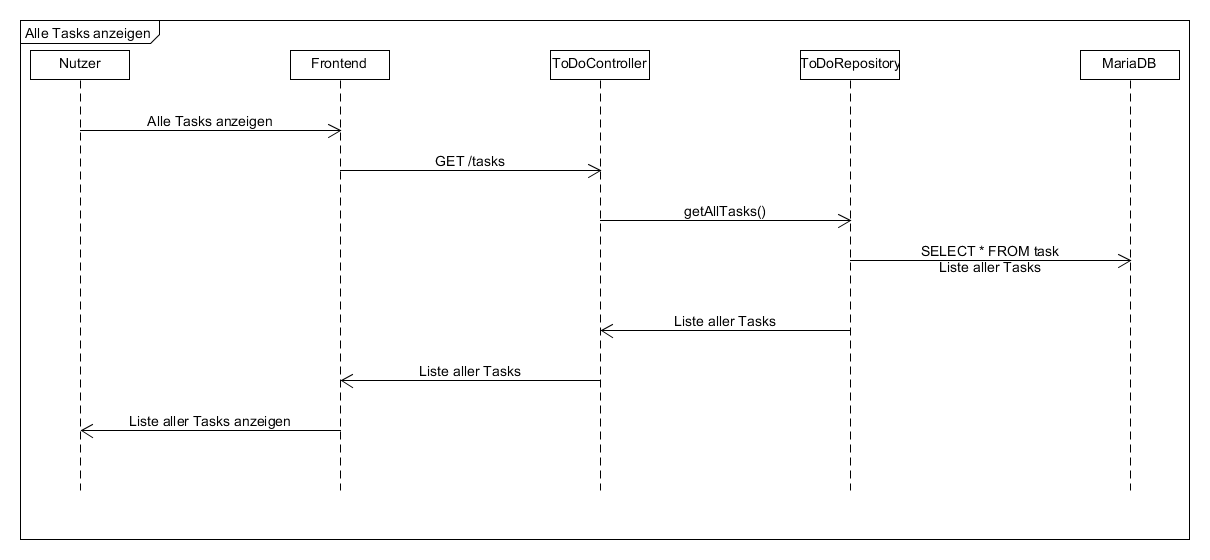 Alle Tasks anzeigen
Nutzer
Frontend
ToDoController
ToDoRepository
MariaDB
Alle Tasks anzeigen
GET /tasks
getAllTasks()
SELECT * FROM task
Liste aller Tasks
Liste aller Tasks
Liste aller Tasks
Liste aller Tasks anzeigen